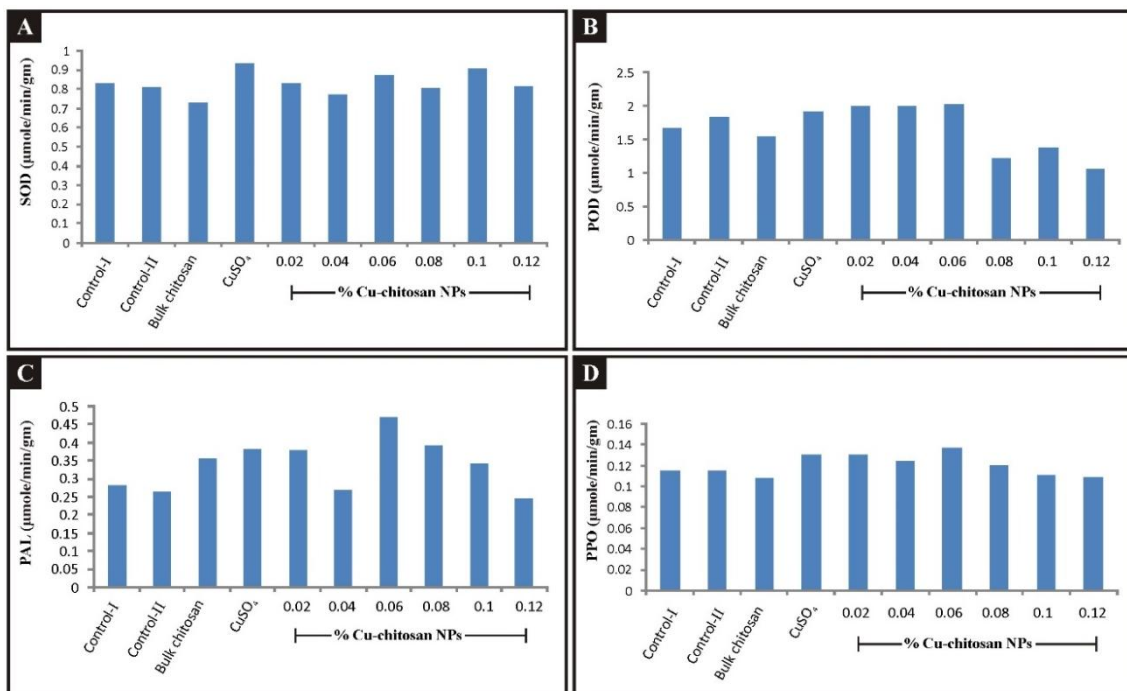 A
SOD (µmole/min/gm)
1
0.9
0.8
0.7
0.6
0.5
0.4
0.3
0.2
0.1
0
Control-I
Control-II
Bulk chitosan
CuSO₄
0.02 0.04 0.06 0.08 0.1 0.12
% Cu-chitosan NPs
B
POD (µmole/min/gm)
2.5
2
1.5
1
0.5
0
Control-I
Control-II
Bulk chitosan
CuSO₄
0.02 0.04 0.06 0.08 0.1 0.12
% Cu-chitosan NPs
C
PAL (µmole/min/gm)
0.5
0.45
0.4
0.35
0.3
0.25
0.2
0.15
0.1
0.05
0
Control-I
Control-II
Bulk chitosan
CuSO₄
0.02 0.04 0.06 0.08 0.1 0.12
% Cu-chitosan NPs
D
PPO (µmole/min/gm)
0.16
0.14
0.12
0.1
0.08
0.06
0.04
0.02
0
Control-I
Control-II
Bulk chitosan
CuSO₄
0.02 0.04 0.06 0.08 0.1 0.12
% Cu-chitosan NPs